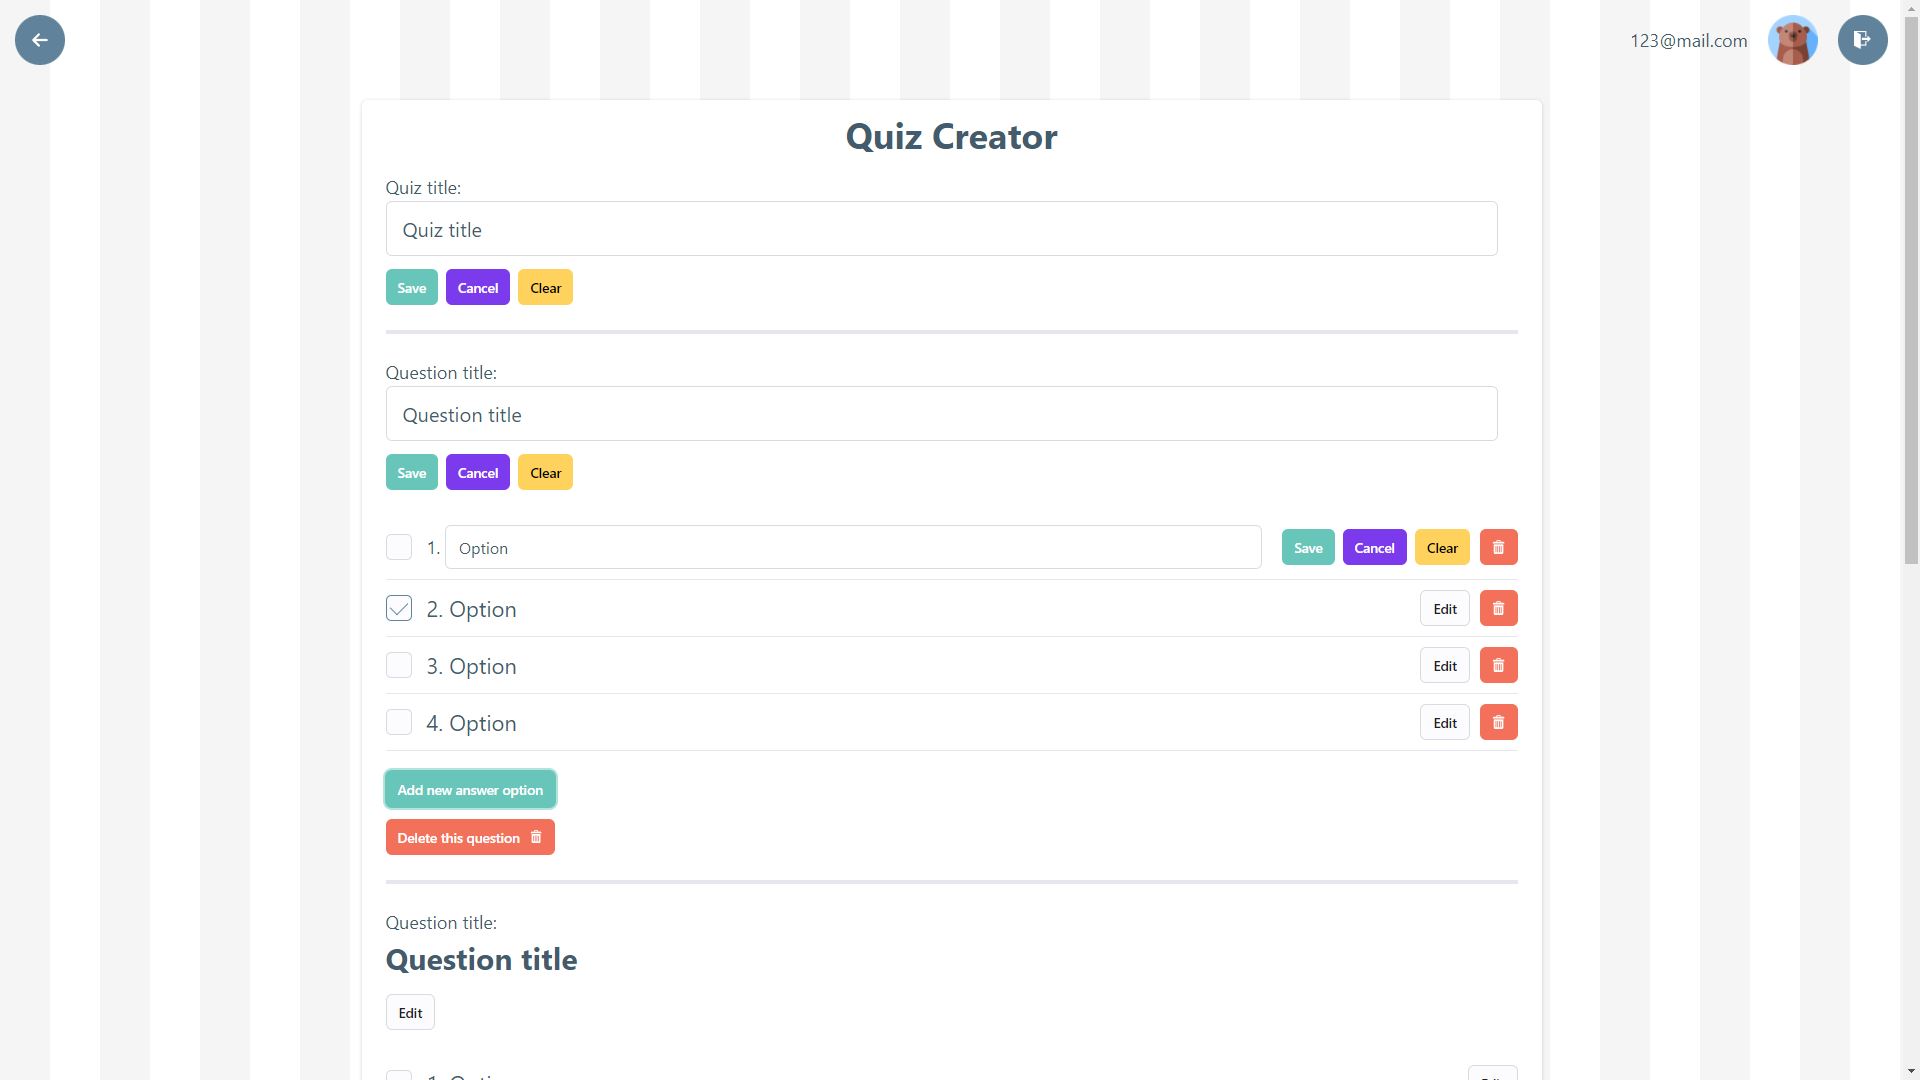 123@mail.com
Quiz Creator
Quiz title:
Quiz title
Save Cancel Clear
Question title:
Question title
Save Cancel Clear
1. Option Save Cancel Clear
2. Option Edit
3. Option Edit
4. Option Edit
Add new answer option
Delete this question
Question title:
Question title
Edit